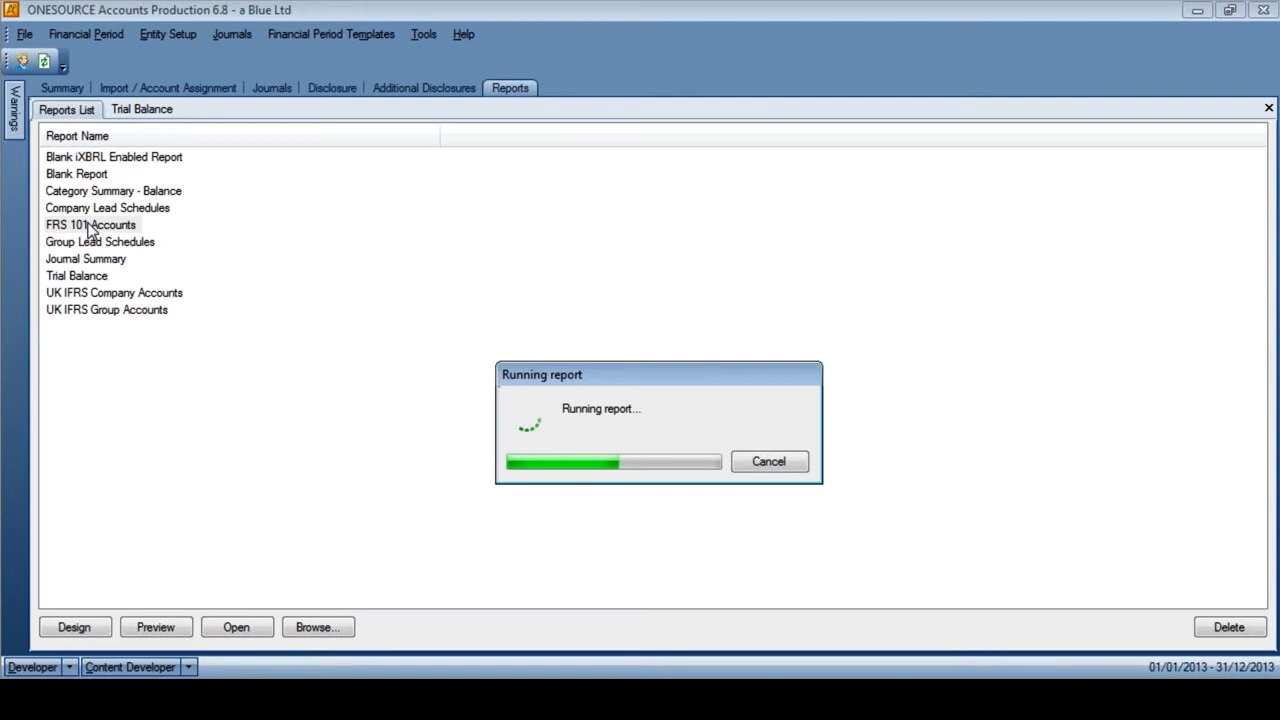 ONESOURCE Accounts Production 6.8 - a Blue Ltd
File Financial Period Entity Setup Journals Financial Period Templates Tools Help
Warnings
Summary Import / Account Assignment Journals Disclosure Additional Disclosures Reports
Reports List Trial Balance
Report Name
Blank iXBRL Enabled Report
Blank Report
Category Summary - Balance
Company Lead Schedules
FRS 101 Accounts
Group Lead Schedules
Journal Summary
Trial Balance
UK IFRS Company Accounts
UK IFRS Group Accounts
Running report
Running report...
Cancel
Design Preview Open Browse... Delete
Developer Content Developer 01/01/2013 - 31/12/2013